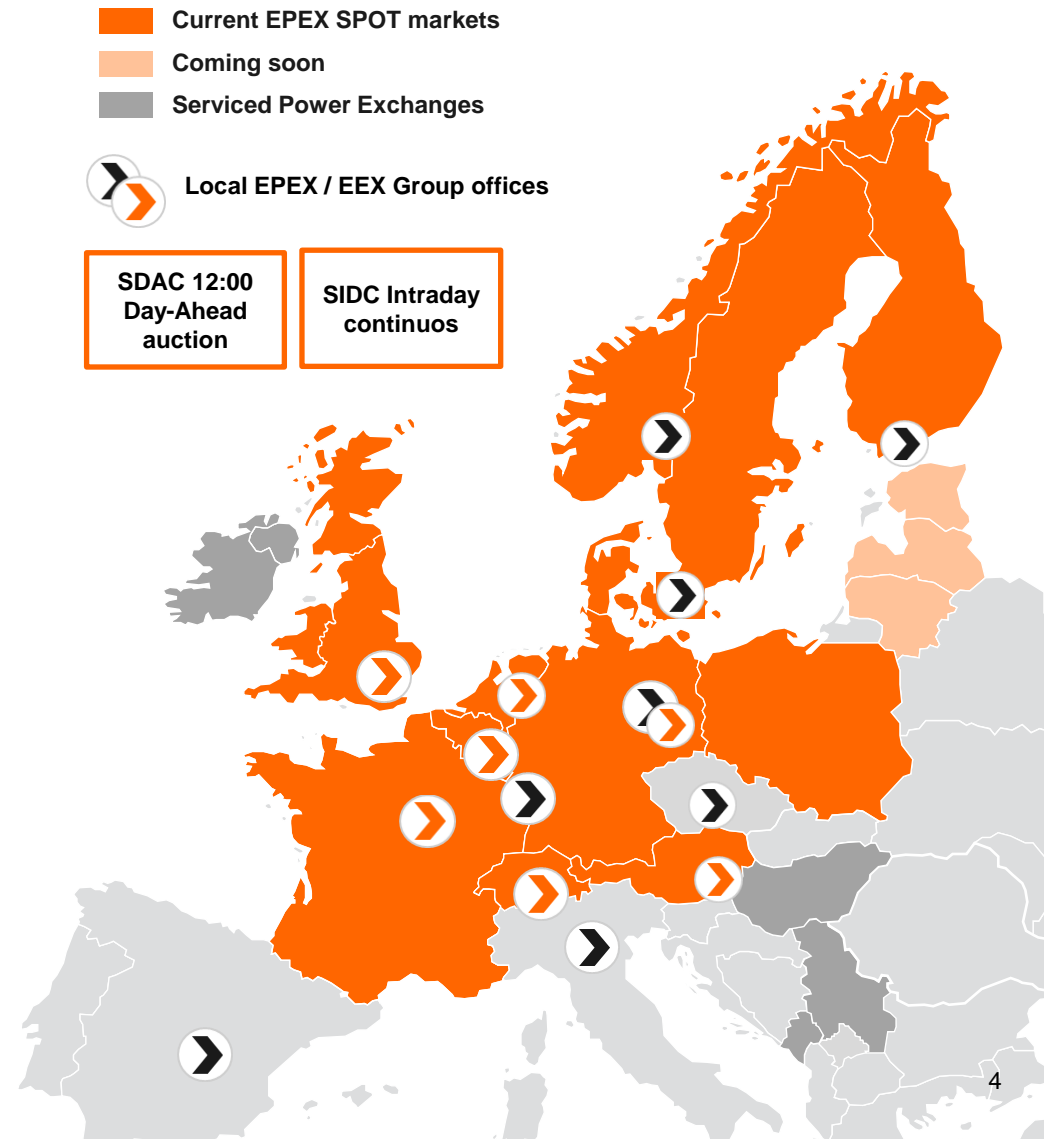 Current EPEX SPOT markets
Coming soon
Serviced Power Exchanges
Local EPEX / EEX Group offices
SDAC 12:00
Day-Ahead
auction
SIDC Intraday
continuos
4